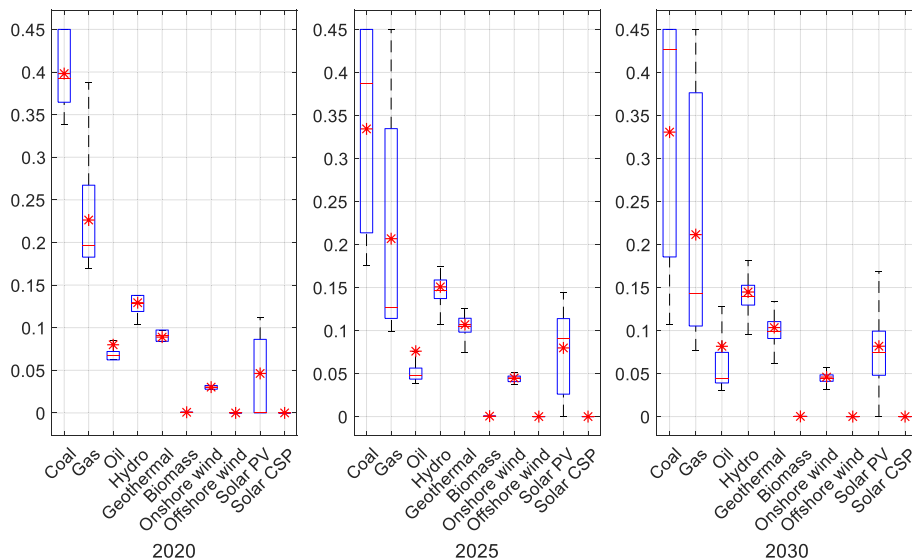 0.45
0.4
0.35
0.3
0.25
0.2
0.15
0.1
0.05
0
Coal
Gas
Oil
Hydro
Geothermal
Biomass
Onshore wind
Offshore wind
Solar PV
Solar CSP
2020
0.45
0.4
0.35
0.3
0.25
0.2
0.15
0.1
0.05
0
Coal
Gas
Oil
Hydro
Geothermal
Biomass
Onshore wind
Offshore wind
Solar PV
Solar CSP
2025
0.45
0.4
0.35
0.3
0.25
0.2
0.15
0.1
0.05
0
Coal
Gas
Oil
Hydro
Geothermal
Biomass
Onshore wind
Offshore wind
Solar PV
Solar CSP
2030